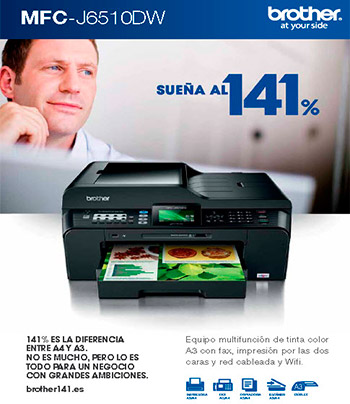 MFC-J6510DW
brother
at your side
SUEÑA AL 141%
brother
141% ES LA DIFERENCIA
ENTRE A4 Y A3.
NO ES MUCHO, PERO LO ES
TODO PARA UN NEGOCIO
CON GRANDES AMBICIONES.
brother141.es
Equipo multifunción de tinta color
A3 con fax, impresión por las dos
caras y red cableada y Wifi.